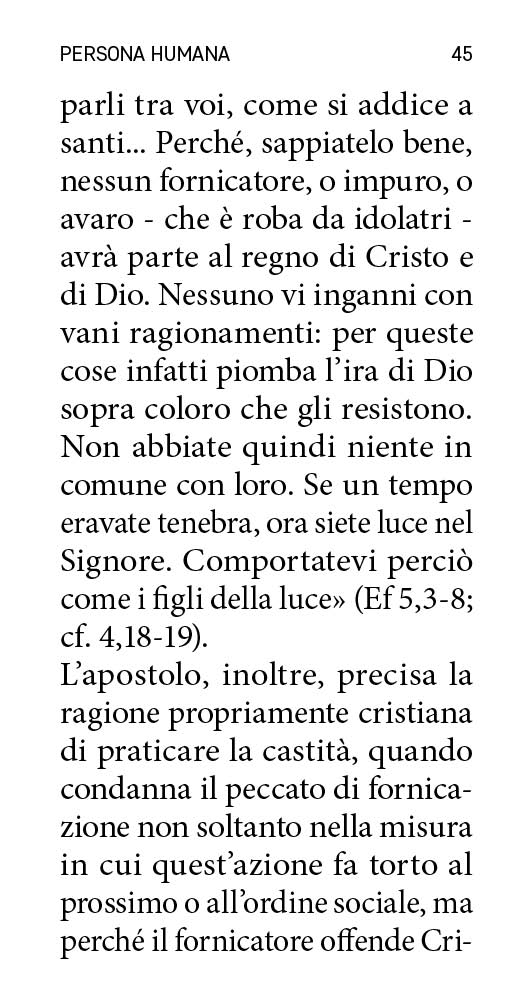 PERSONA HUMANA 45
parli tra voi, come si addice a
santi... Perché, sappiatelo bene,
nessun fornicatore, o impuro, o
avaro - che è roba da idolatri -
avrà parte al regno di Cristo e
di Dio. Nessuno vi inganni con
vani ragionamenti: per queste
cose infatti piomba l’ira di Dio
sopra coloro che gli resistono.
Non abbiate quindi niente in
comune con loro. Se un tempo
eravate tenebra, ora siete luce nel
Signore. Comportatevi perciò
come i figli della luce» (Ef 5,3-8;
cf. 4,18-19).
L’apostolo, inoltre, precisa la
ragione propriamente cristiana
di praticare la castità, quando
condanna il peccato di fornica-
zione non soltanto nella misura
in cui quest’azione fa torto al
prossimo o all’ordine sociale, ma
perché il fornicatore offende Cri-